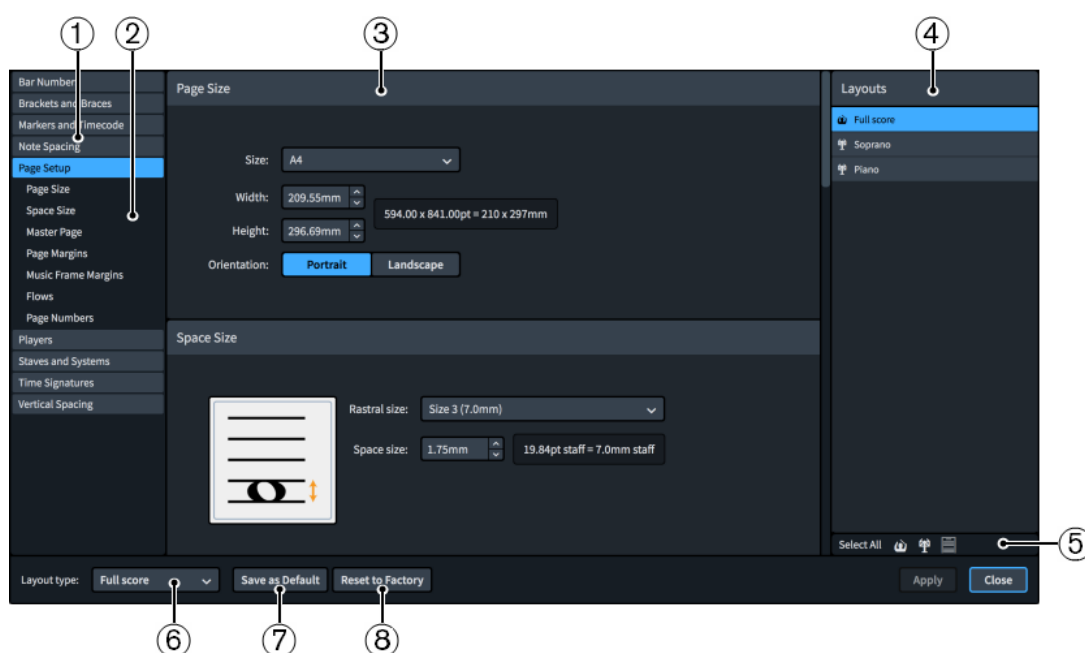 ① ② ③ ④
Bar Number
Brackets and Braces
Markers and Timecode
Note Spacing
Page Setup
Page Size
Space Size
Master Page
Page Margins
Music Frame Margins
Flows
Page Numbers
Players
Staves and Systems
Time Signatures
Vertical Spacing
Page Size
Size: A4
Width: 209.55mm
594.00 x 841.00pt = 210 x 297mm
Height: 296.69mm
Orientation: Portrait Landscape
Space Size
Rastral size: Size 3 (7.0mm)
Space size: 1.75mm 19.84pt staff = 7.0mm staff
Layouts
Full score
Soprano
Piano
Select All
⑤
Layout type: Full score Save as Default Reset to Factory Apply Close
⑥ ⑦ ⑧